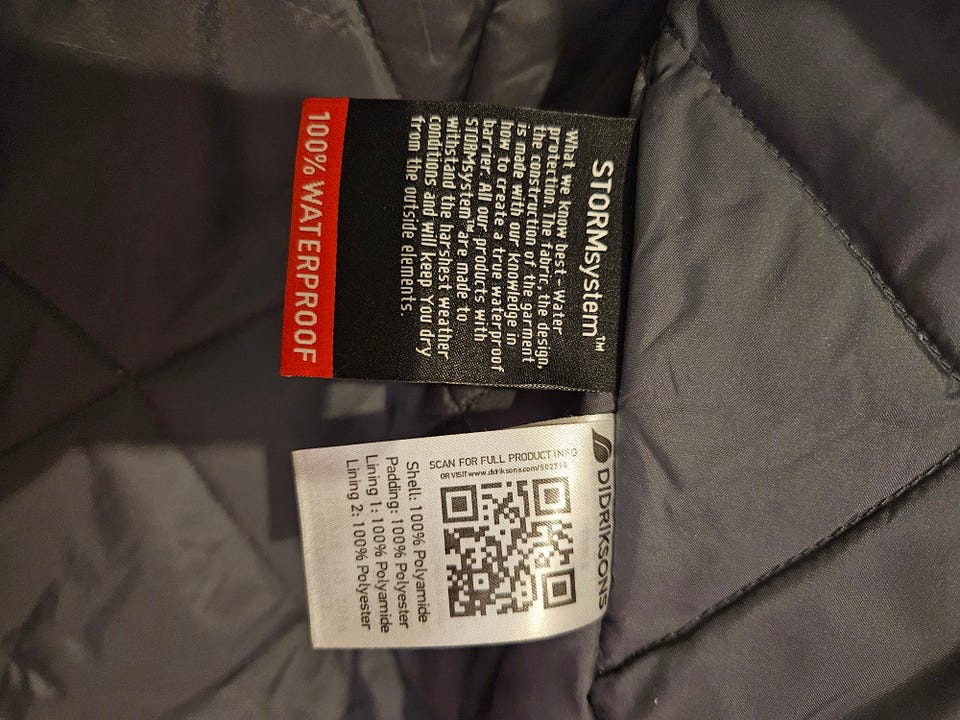 STORMsystem™
What we know best-Water
protection. The fabric, the design,
the construction of the garment
is made with our knowledge in
how to create a true waterproof
barrier. All our products with
STORMsystem™ are made to
withstand the harshest weather
conditions and will keep You dry
from the outside elements.
100% WATERPROOF
DIDRIKSONS
SCAN FOR FULL PRODUCT INFO
OR VISIT
Shell: 100% Polyamide
Padding: 100% Polyester
Lining 1: 100% Polyamide
Lining 2: 100% Polyester